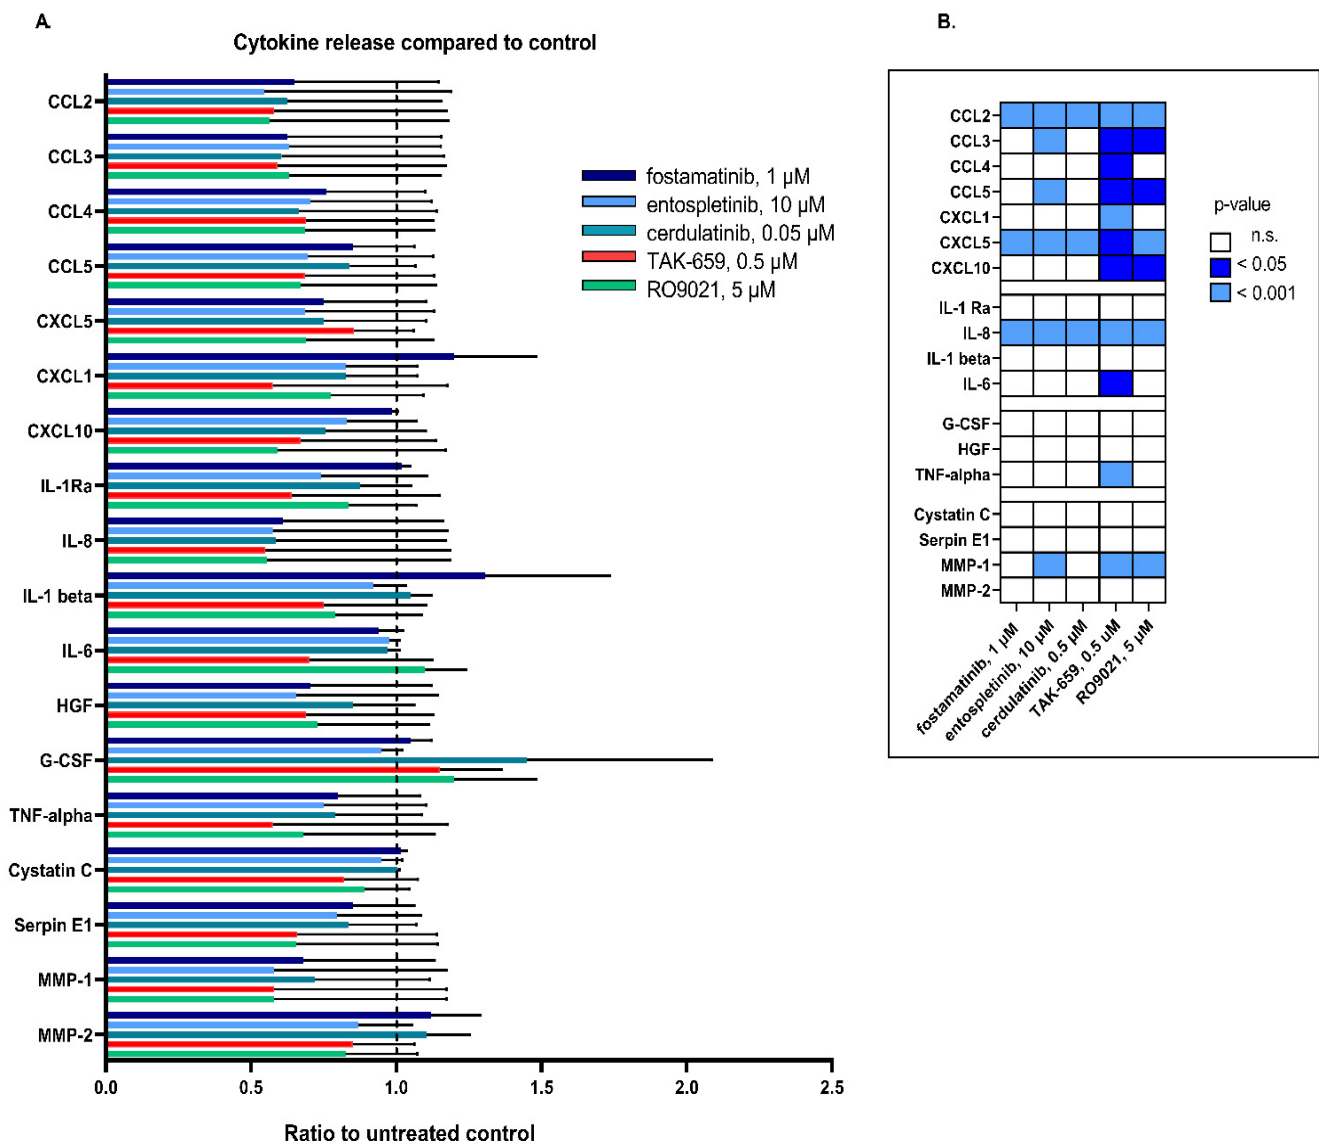 A.
Cytokine release compared to control
CCL2
CCL3
CCL4
CCL5
CXCL5
CXCL1
CXCL10
IL-1Ra
IL-8
IL-1 beta
IL-6
HGF
G-CSF
TNF-alpha
Cystatin C
Serpin E1
MMP-1
MMP-2
0.0 0.5 1.0 1.5 2.0 2.5
Ratio to untreated control
fostamatinib, 1 µM
entospletinib, 10 µM
cerdulatinib, 0.05 µM
TAK-659, 0.5 µM
RO9021, 5 µM
B.
CCL2
CCL3
CCL4
CCL5
CXCL1
CXCL5
CXCL10
IL-1 Ra
IL-8
IL-1 beta
IL-6
G-CSF
HGF
TNF-alpha
Cystatin C
Serpin E1
MMP-1
MMP-2
fostamatinib, 1 µM
entospletinib, 10 µM
cerdulatinib, 0.5 µM
TAK-659, 0.5 uM
RO9021, 5 µM
p-value
n.s.
< 0.05
< 0.001